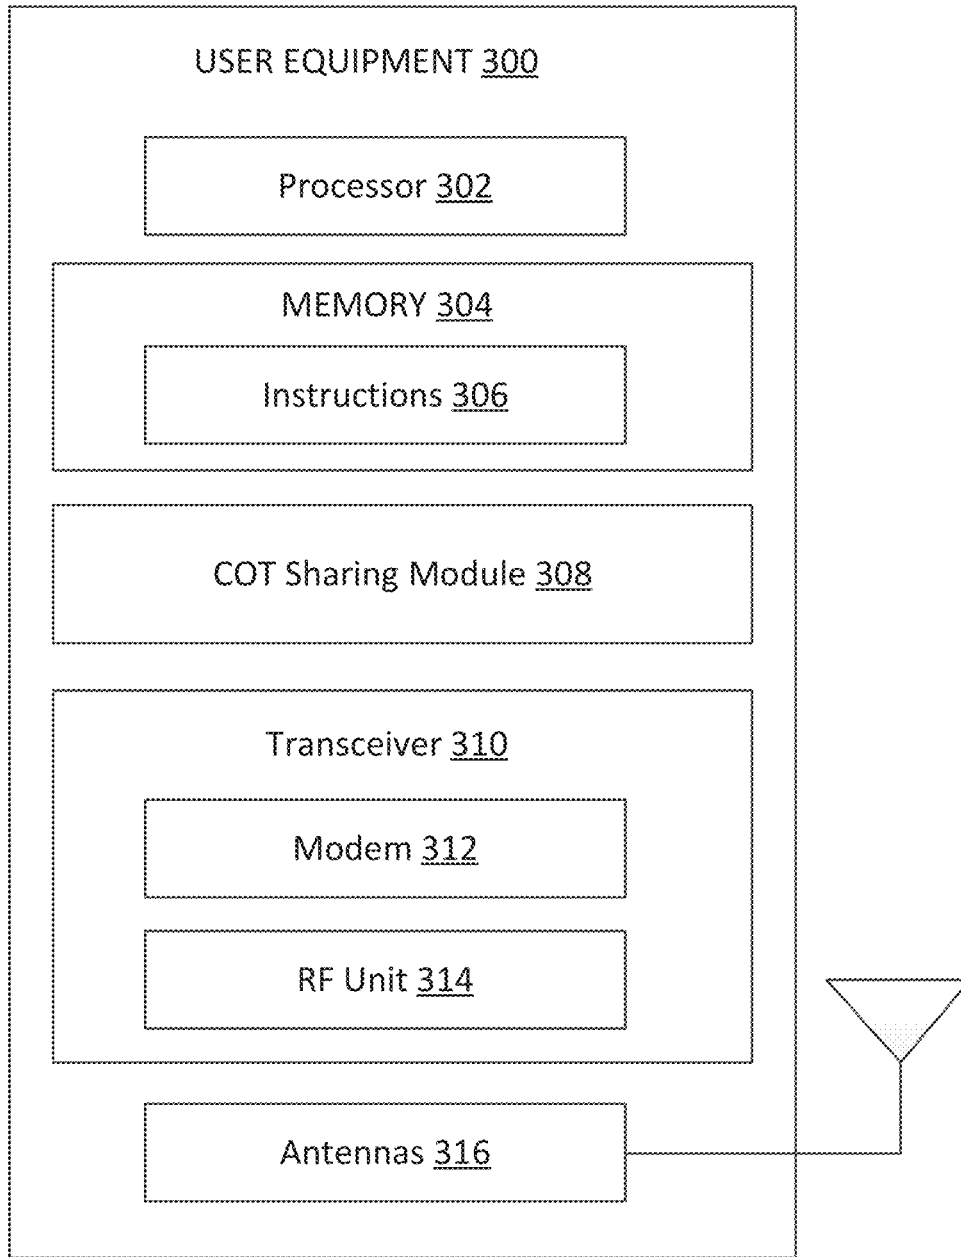 USER EQUIPMENT 300
Processor 302
MEMORY 304
Instructions 306
COT Sharing Module 308
Transceiver 310
Modem 312
RF Unit 314
Antennas 316